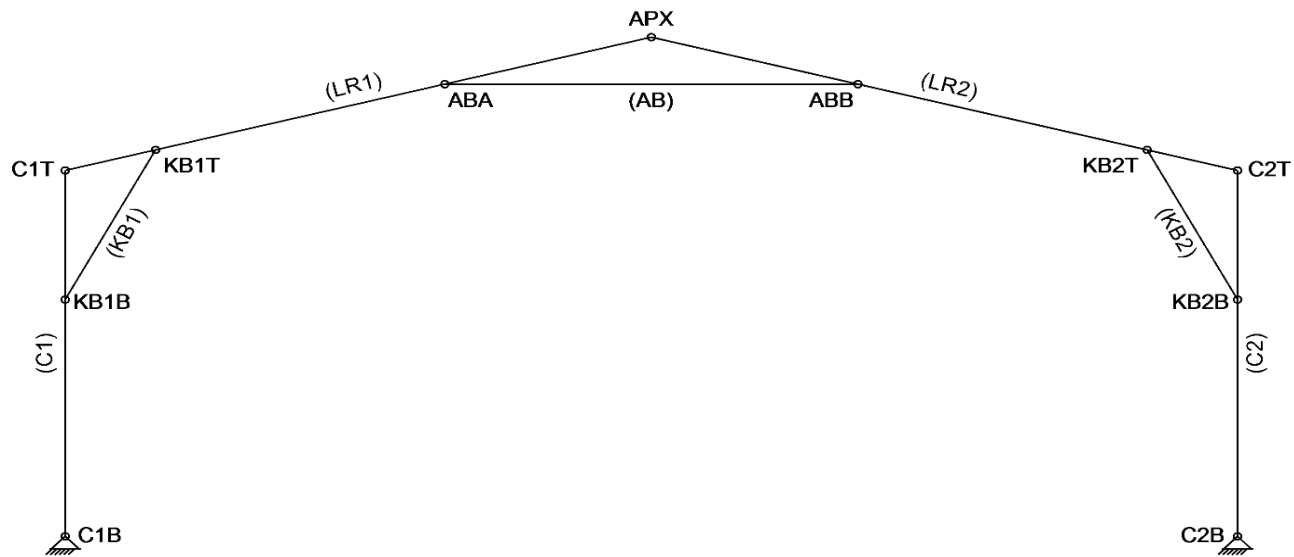 APX
(LR1)
(LR2)
ABA
(AB)
ABB
C1T
KB1T
KB2T
C2T
(KB1)
(KB2)
KB1B
KB2B
(C1)
(C2)
C1B
C2B